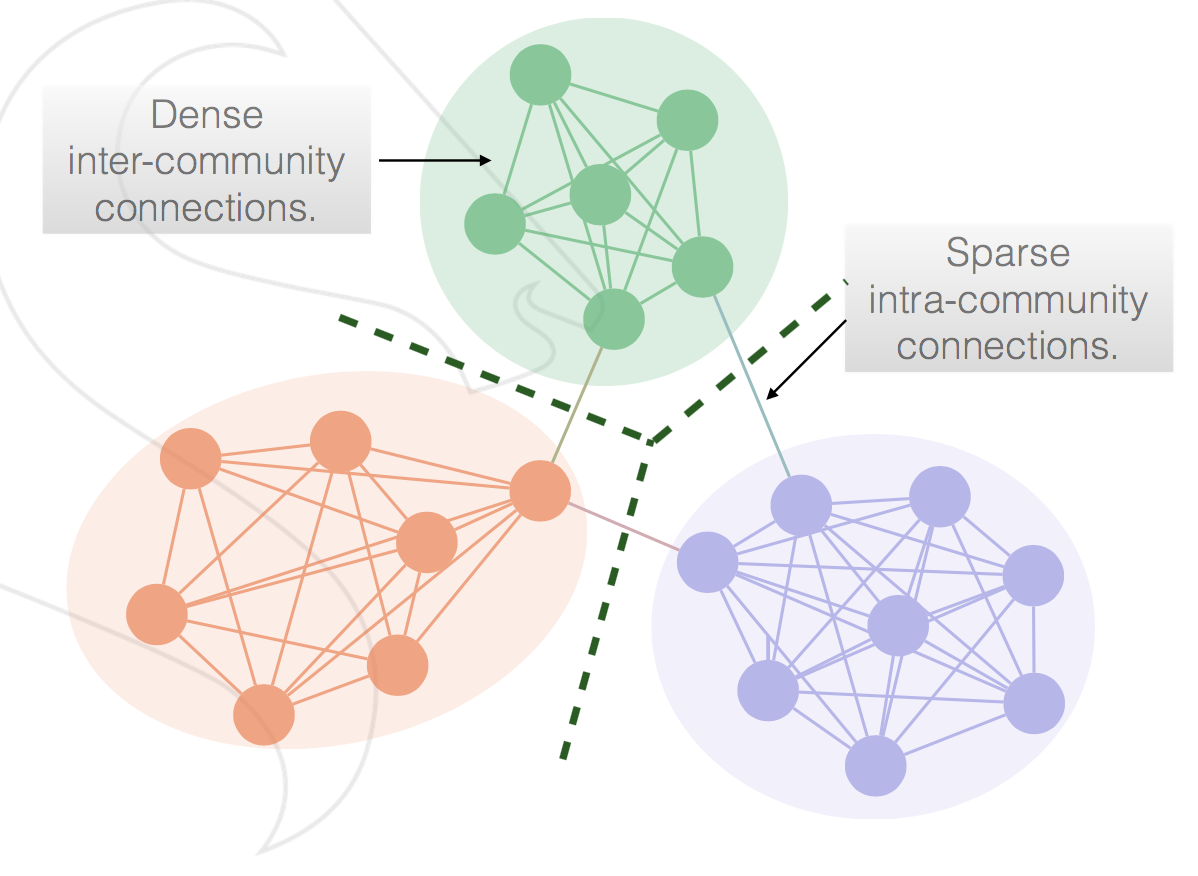 Dense
inter-community
connections.
Sparse
intra-community
connections.